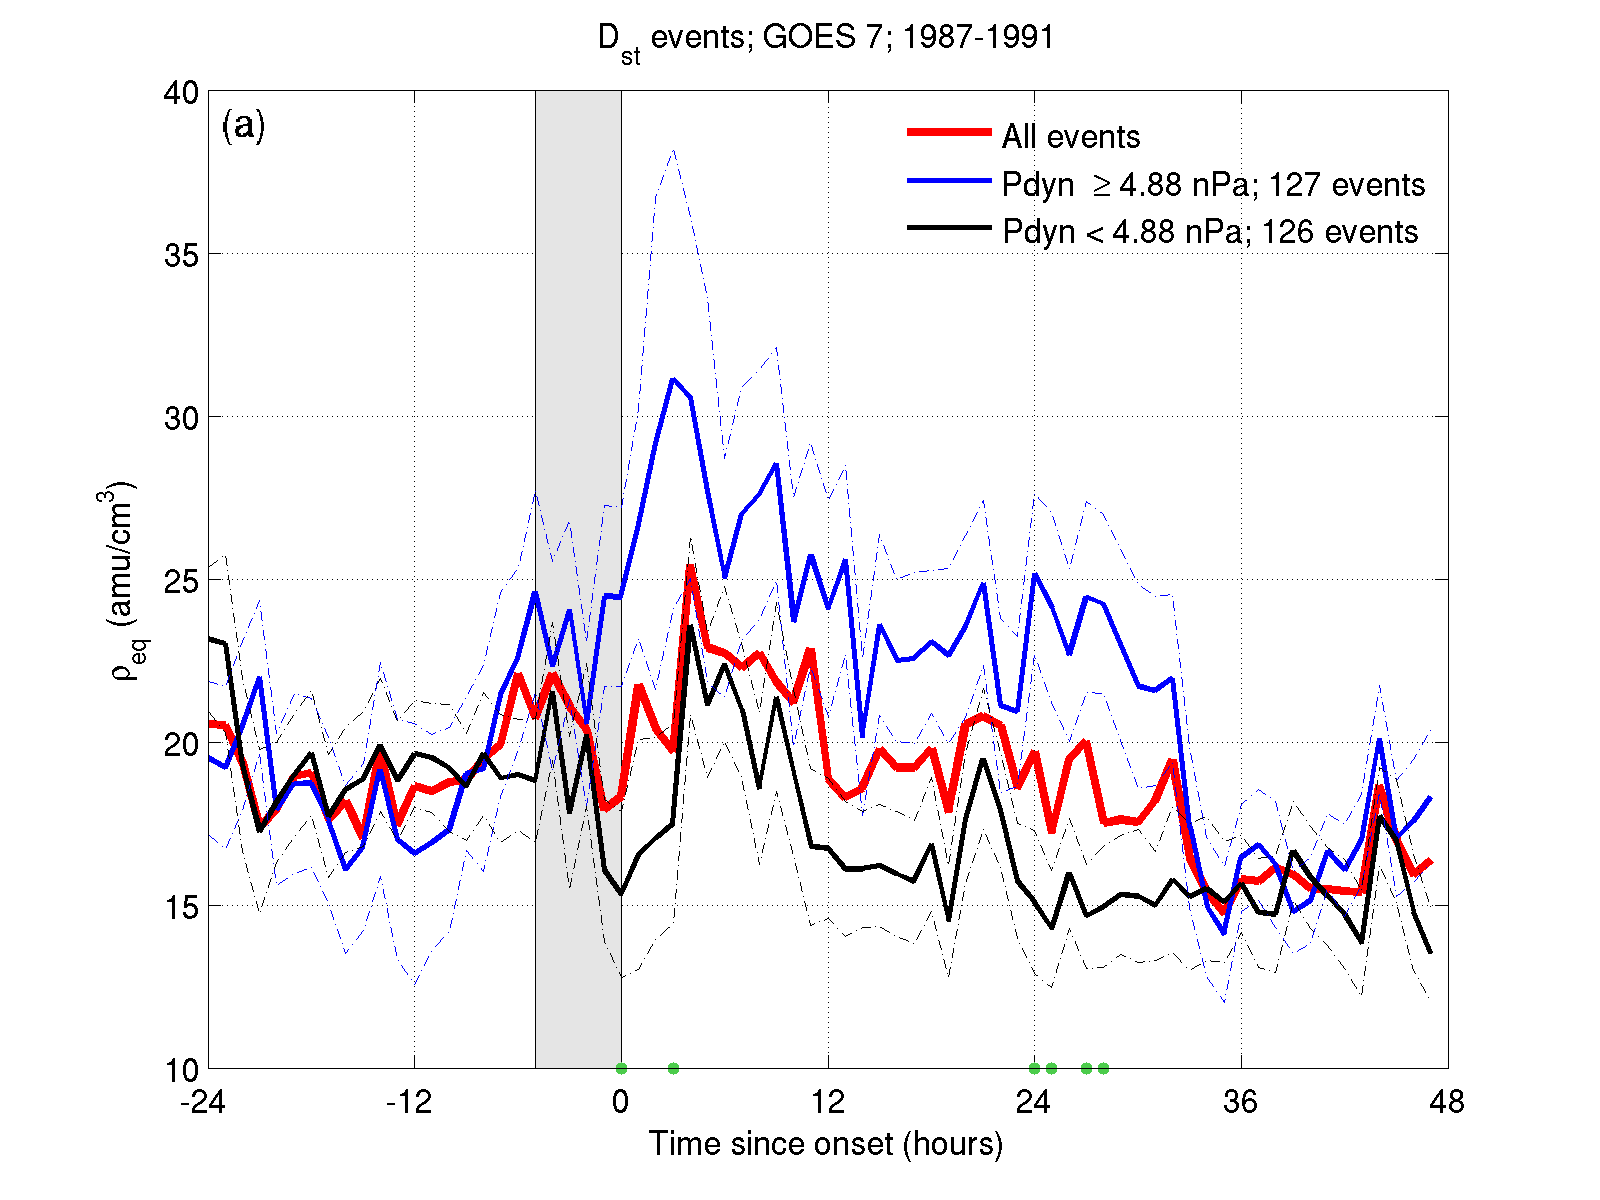 Dst events; GOES 7; 1987-1991
(a)
All events
Pdyn ≥ 4.88 nPa; 127 events
Pdyn < 4.88 nPa; 126 events
40
35
30
25
20
15
10
ρeq (amu/cm³)
-24 -12 0 12 24 36 48
Time since onset (hours)